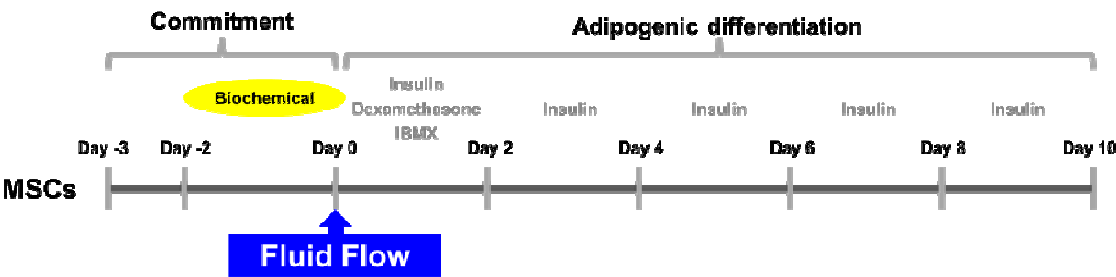 Commitment
Adipogenic differentiation
Biochemical
Insulin
Dexamethasone
IBMX
Insulin
Insulin
Insulin
Insulin
Day -3
Day -2
Day 0
Day 2
Day 4
Day 6
Day 8
Day 10
MSCs
Fluid Flow